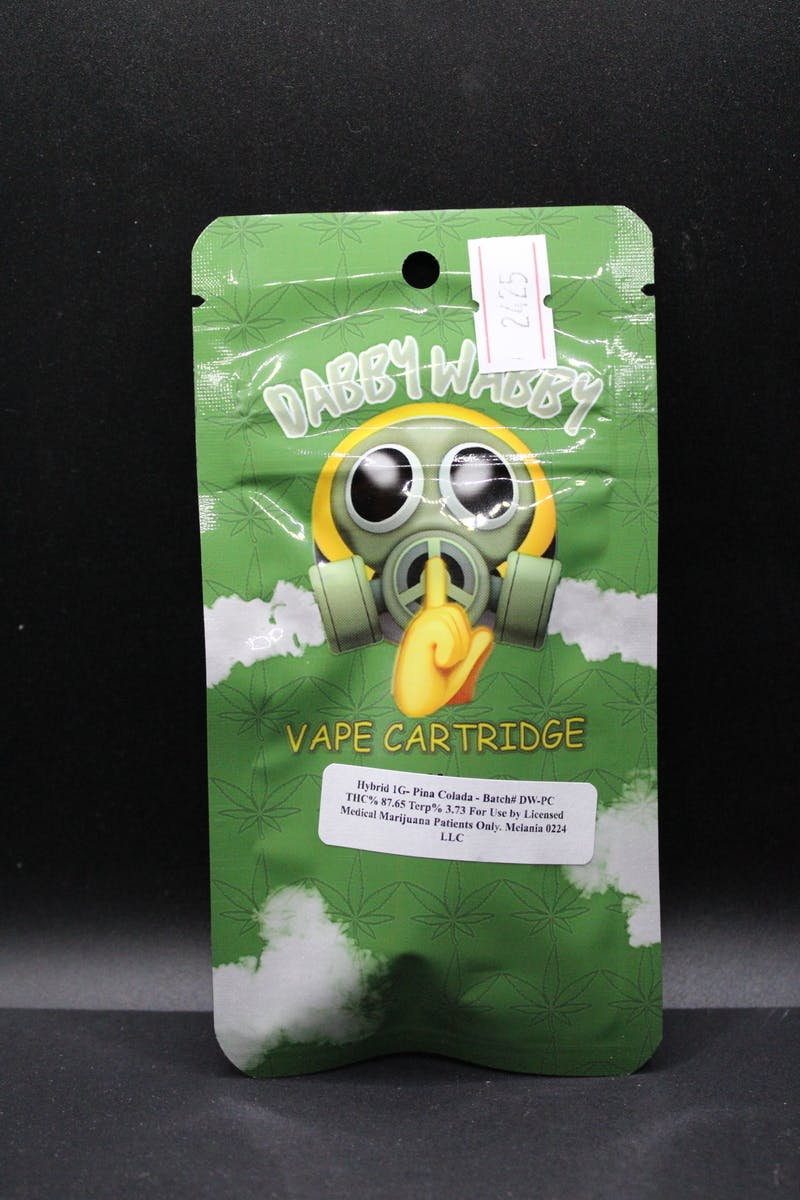 2425
DABBY WABBY
VAPE CARTRIDGE
Hybrid 1G- Pina Colada - Batch# DW-PC
THC% 87.65 Terp% 3.73 For Use by Licensed
Medical Marijuana Patients Only. Melania 0224
LLC